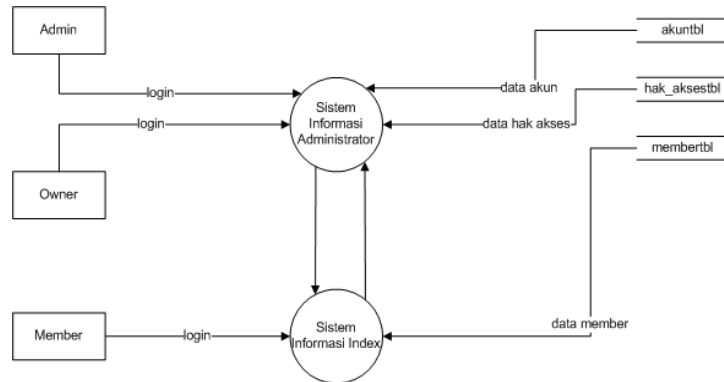 Admin
akuntbl
login
data akun
hak_aksestbl
Sistem
Informasi
Administrator
login
data hak akses
membertbl
Owner
Member
login
Sistem
Informasi Index
data member